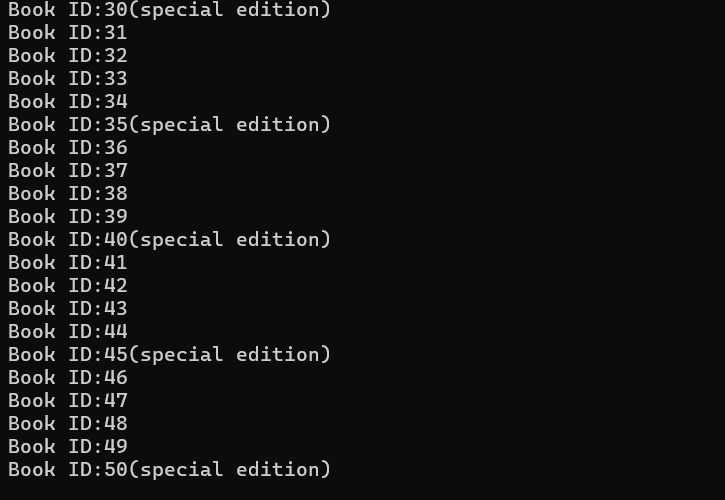 Book ID:30(special edition)
Book ID:31
Book ID:32
Book ID:33
Book ID:34
Book ID:35(special edition)
Book ID:36
Book ID:37
Book ID:38
Book ID:39
Book ID:40(special edition)
Book ID:41
Book ID:42
Book ID:43
Book ID:44
Book ID:45(special edition)
Book ID:46
Book ID:47
Book ID:48
Book ID:49
Book ID:50(special edition)